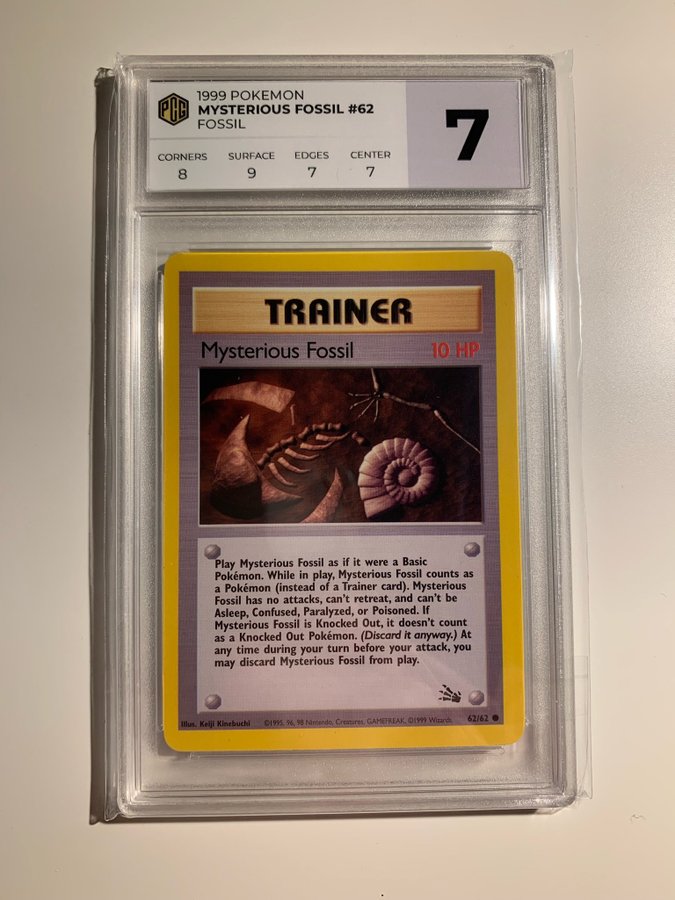 PCG
1999 POKEMON
MYSTERIOUS FOSSIL #62
FOSSIL
7
CORNERS SURFACE EDGES CENTER
8 9 7 7
TRAINER
Mysterious Fossil 10 HP
Play Mysterious Fossil as if it were a Basic
Pokémon. While in play, Mysterious Fossil counts as
a Pokémon (instead of a Trainer card). Mysterious
Fossil has no attacks, can't retreat, and can't be
Asleep, Confused, Paralyzed, or Poisoned. If
Mysterious Fossil is Knocked Out, it doesn't count
as a Knocked Out Pokémon. (Discard it anyway.) At
any time during your turn before your attack, you
may discard Mysterious Fossil from play.
Illus. Keiji Kinebuchi ©1995, 96, 98 Nintendo, Creatures, GAMEFREAK. ©1999 Wizards. 62/62